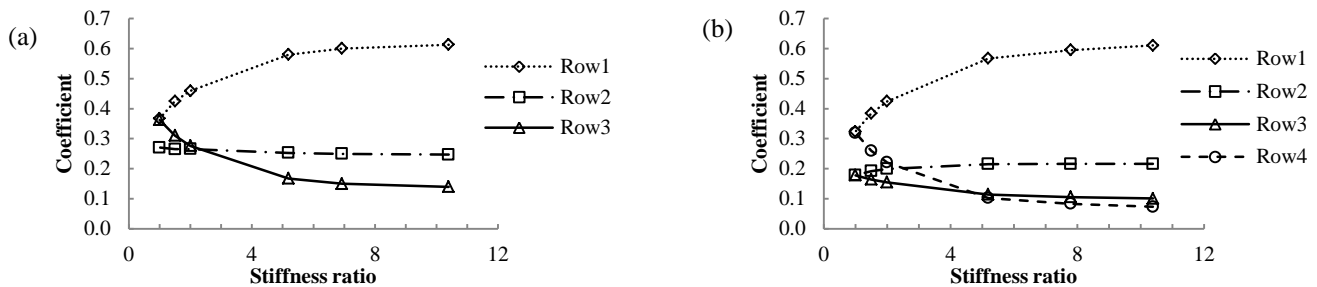 (a)
Coefficient
0.7
0.6
0.5
0.4
0.3
0.2
0.1
0.0
0 4 8 12
Stiffness ratio
Row1
Row2
Row3
(b)
Coefficient
0.7
0.6
0.5
0.4
0.3
0.2
0.1
0.0
0 4 8 12
Stiffness ratio
Row1
Row2
Row3
Row4